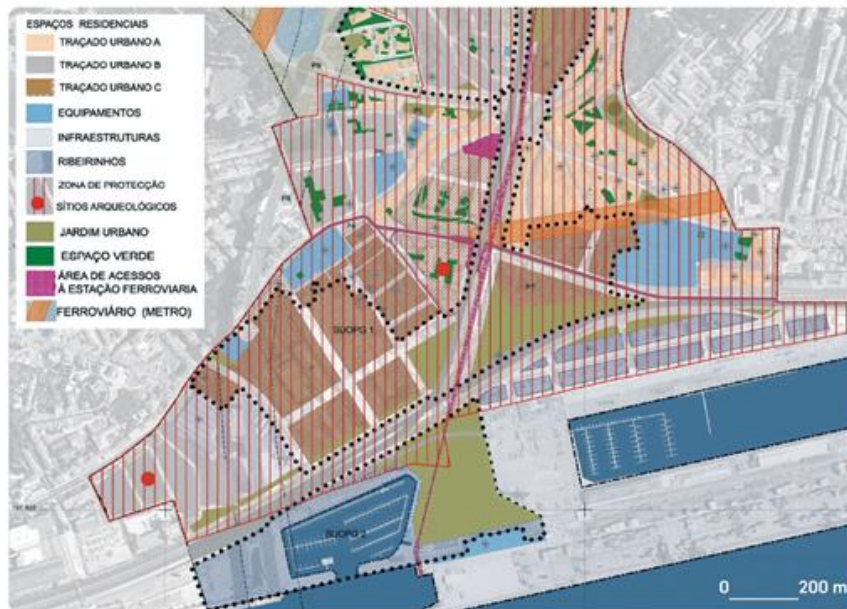 ESPAÇOS RESIDENCIAIS
TRAÇADO URBANO A
TRAÇADO URBANO B
TRAÇADO URBANO C
EQUIPAMENTOS
INFRAESTRUTURAS
RIBEIRINHOS
ZONA DE PROTECÇÃO
SÍTIOS ARQUEOLÓGICOS
JARDIM URBANO
ESPAÇO VERDE
ÁREA DE ACESSOS
À ESTAÇÃO FERROVIARIA
FERROVIÁRIO (METRO)
SUOPG 1
SUOPG 2
0 200 m